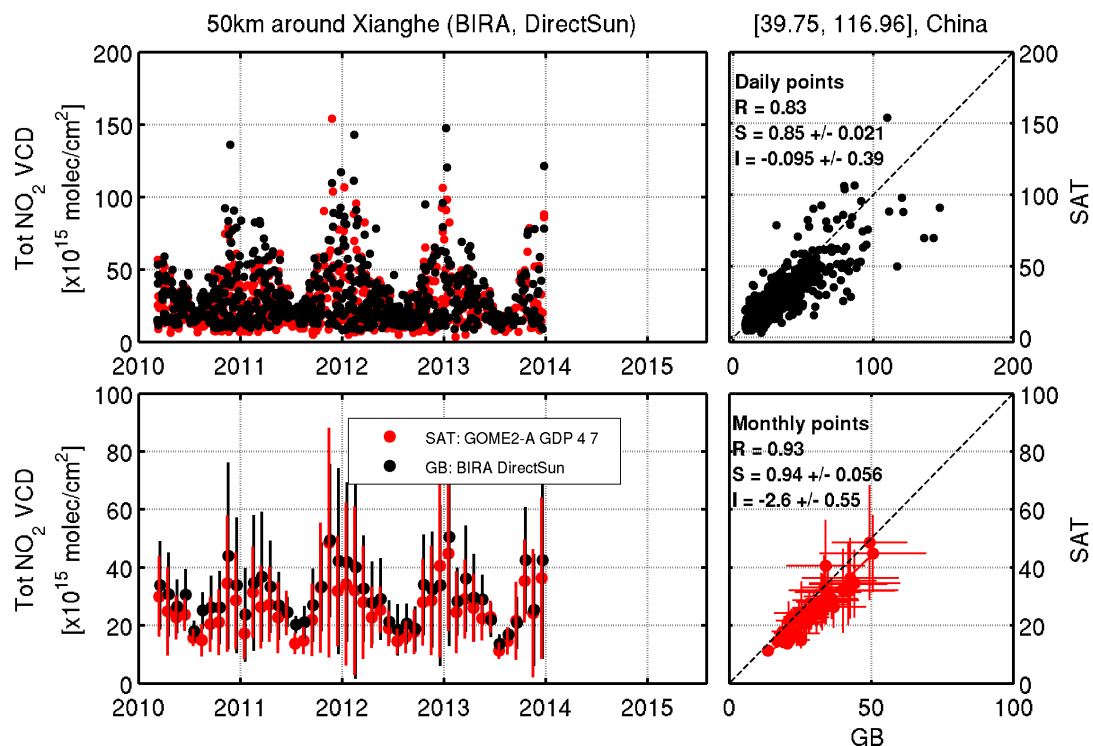 50km around Xianghe (BIRA, DirectSun)
[39.75, 116.96], China
Tot NO2 VCD
[x10^15 molec/cm^2]
200
150
100
50
0
2010 2011 2012 2013 2014 2015
Daily points
R = 0.83
S = 0.85 +/- 0.021
I = -0.095 +/- 0.39
200
150
100
50
0
SAT
0 100 200
Tot NO2 VCD
[x10^15 molec/cm^2]
100
80
60
40
20
0
2010 2011 2012 2013 2014 2015
SAT: GOME2-A GDP 4 7
GB: BIRA DirectSun
Monthly points
R = 0.93
S = 0.94 +/- 0.056
I = -2.6 +/- 0.55
100
80
60
40
20
0
SAT
0 50 100
GB